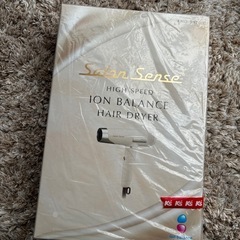 Salon Sense
HIGH SPEED
ION BALANCE
HAIR DRYER
K's K's K's K's